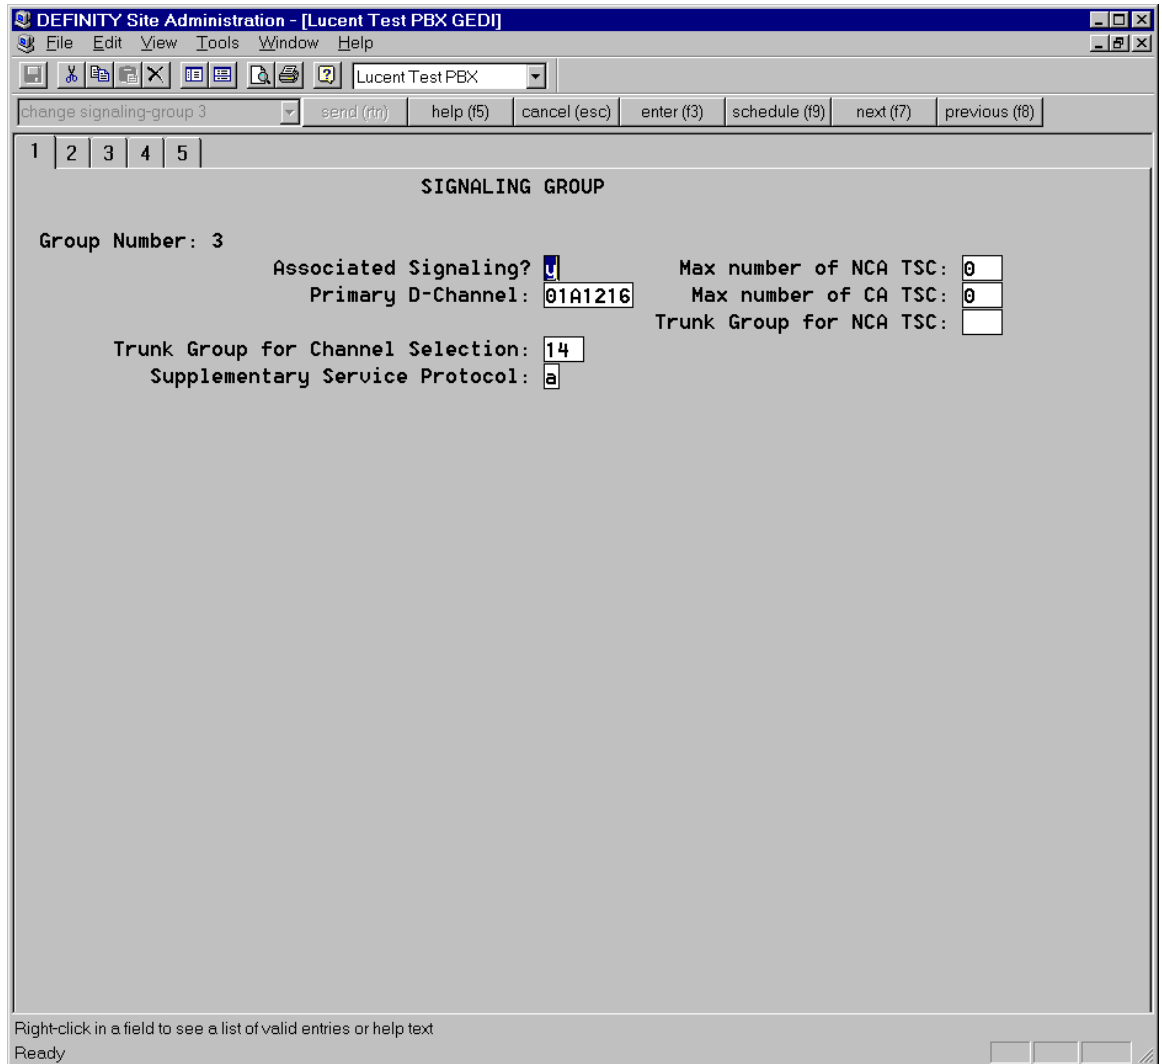 DEFINITY Site Administration - [Lucent Test PBX GEDI]
File Edit View Tools Window Help
Lucent Test PBX
change signaling-group 3 send (rtn) help (f5) cancel (esc) enter (f3) schedule (f9) next (f7) previous (f8)
1 2 3 4 5
SIGNALING GROUP
Group Number: 3
Associated Signaling? y Max number of NCA TSC: 0
Primary D-Channel: 01A1216 Max number of CA TSC: 0
Trunk Group for NCA TSC:
Trunk Group for Channel Selection: 14
Supplementary Service Protocol: a
Right-click in a field to see a list of valid entries or help text
Ready